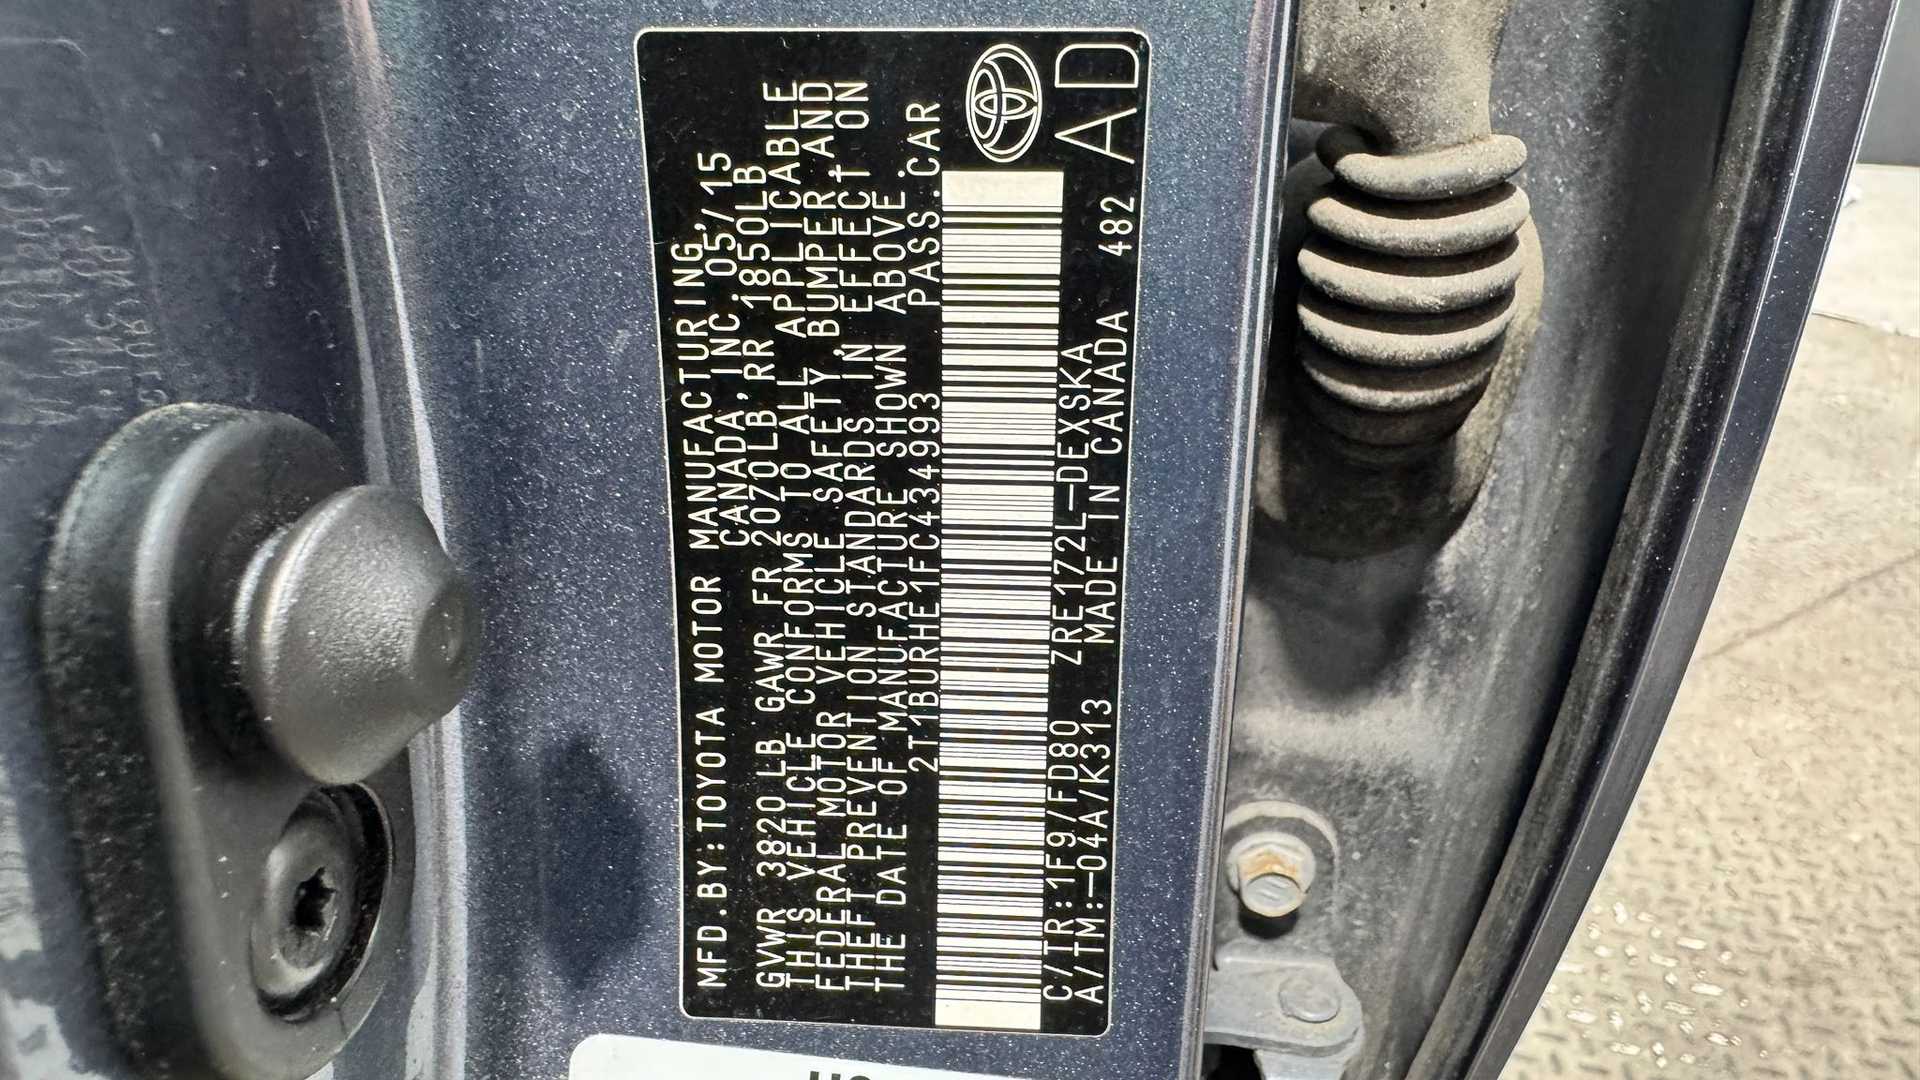 MFD.BY:TOYOTA MOTOR MANUFACTURING,
CANADA,INC.05/15
GVWR 3820LB GAWR FR 2070LB,RR 1850LB
THIS VEHICLE CONFORMS TO ALL APPLICABLE
FEDERAL MOTOR VEHICLE SAFETY,BUMPER,AND
THEFT PREVENTION STANDARDS IN EFFECT ON
THE DATE OF MANUFACTURE SHOWN ABOVE.
2T1BURHE1FC434993 PASS.CAR
C/TR:1F9/FD80 ZRE172L-DEXSKA
A/TM:-04A/K313 MADE IN CANADA 482
AD